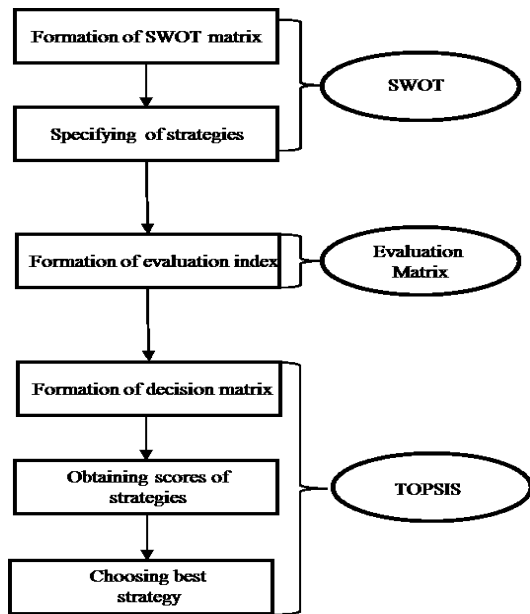 Formation of SWOT matrix
SWOT
Specifying of strategies
Formation of evaluation index
Evaluation
Matrix
Formation of decision matrix
Obtaining scores of
strategies
TOPSIS
Choosing best
strategy